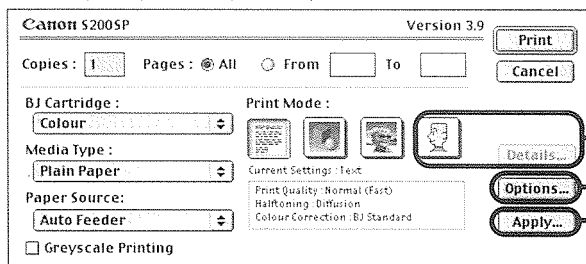 Canon S200SP Version 3.9
Print
Copies : 1 Pages : All From To
Cancel
BJ Cartridge : Print Mode :
Colour
Media Type :
Details...
Plain Paper
Current Settings : Text
Print Quality : Normal (Fast)
Options...
Paper Source:
Halftoning : Diffusion
Colour Correction : BJ Standard
Auto Feeder
Apply...
Greyscale Printing